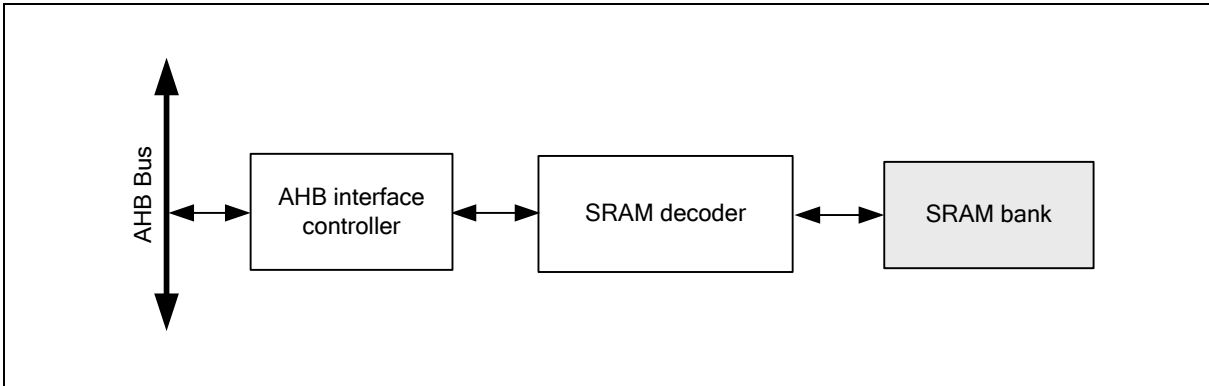 AHB Bus
AHB interface
controller
SRAM decoder
SRAM bank